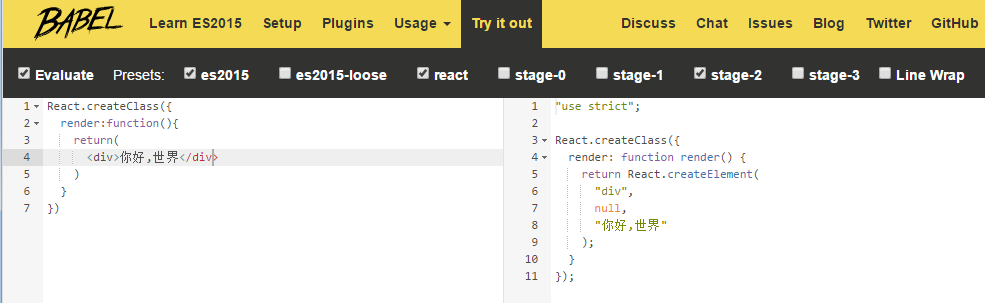 BABEL Learn ES2015 Setup Plugins Usage Try it out Discuss Chat Issues Blog Twitter GitHub
Evaluate Presets: es2015 es2015-loose react stage-0 stage-1 stage-2 stage-3 Line Wrap
1 React.createClass({
2 render:function(){
3 return(
4 <div>你好,世界</div>
5 )
6 }
7 })
1 "use strict";
2
3 React.createClass({
4 render: function render() {
5 return React.createElement(
6 "div",
7 null,
8 "你好,世界"
9 );
10 }
11 });